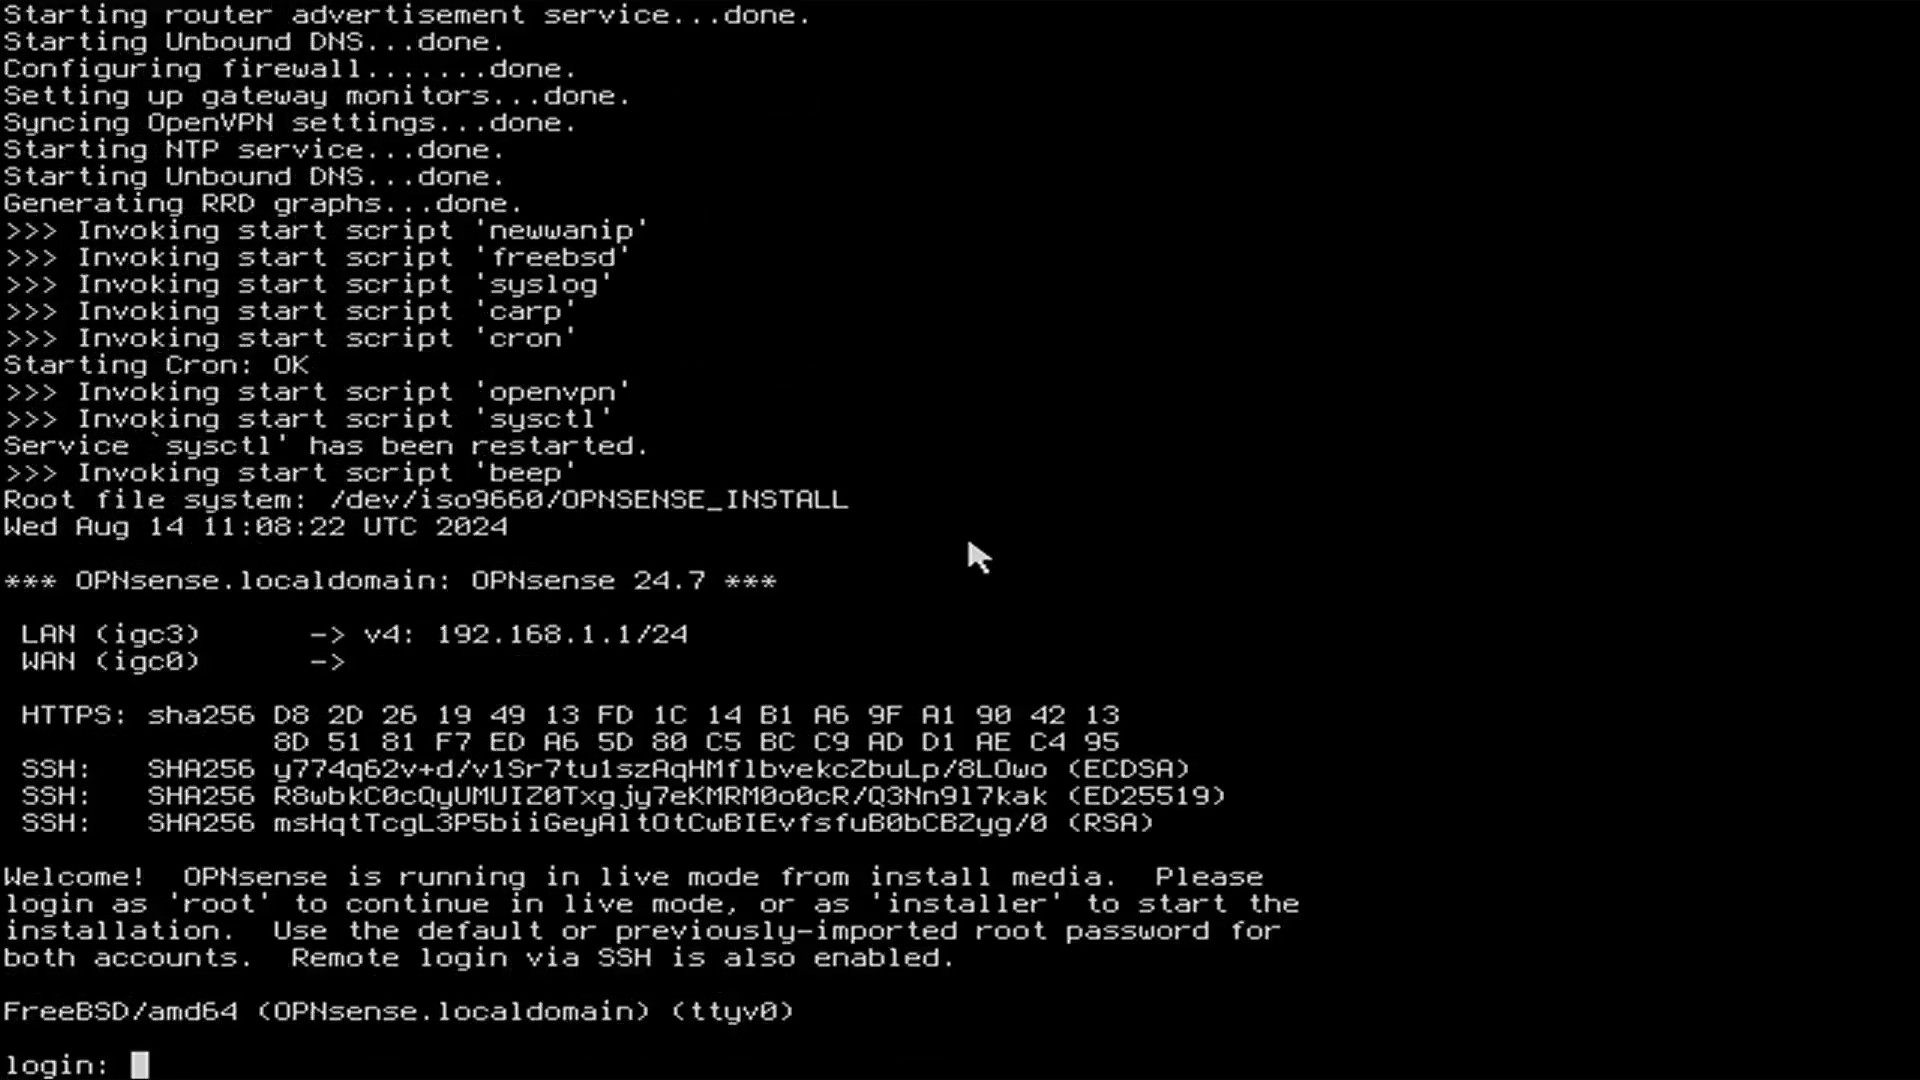 Starting router advertisement service...done.
Starting Unbound DNS...done.
Configuring firewall.......done.
Setting up gateway monitors...done.
Syncing OpenVPN settings...done.
Starting NTP service...done.
Starting Unbound DNS...done.
Generating RRD graphs...done.
>>> Invoking start script 'newwanip'
>>> Invoking start script 'freebsd'
>>> Invoking start script 'syslog'
>>> Invoking start script 'carp'
>>> Invoking start script 'cron'
Starting Cron: OK
>>> Invoking start script 'openvpn'
>>> Invoking start script 'sysctl'
Service `sysctl' has been restarted.
>>> Invoking start script 'beep'
Root file system: /dev/iso9660/OPNSENSE_INSTALL
Wed Aug 14 11:08:22 UTC 2024
*** OPNsense.localdomain: OPNsense 24.7 ***
LAN (igc3)      -> v4: 192.168.1.1/24
WAN (igc0)      ->
HTTPS: sha256 D8 2D 26 19 49 13 FD 1C 14 B1 A6 9F A1 90 42 13
8D 51 81 F7 ED A6 5D 80 C5 BC C9 AD D1 AE C4 95
SSH:   SHA256 y774q62v+d/v1Sr7tu1szAqHMflbvekcZbuLp/8LOwo (ECDSA)
SSH:   SHA256 R8wbkC0cQyUMUIZ0Txgjy7eKMRM0o0cR/Q3Nn9l7kak (ED25519)
SSH:   SHA256 msHqtTcgL3P5biiGeyAltOtCwBIEvfsfuB0bCBZyg/0 (RSA)
Welcome!  OPNsense is running in live mode from install media.  Please
login as 'root' to continue in live mode, or as 'installer' to start the
installation.  Use the default or previously-imported root password for
both accounts.  Remote login via SSH is also enabled.
FreeBSD/amd64 (OPNsense.localdomain) (ttyv0)
login: